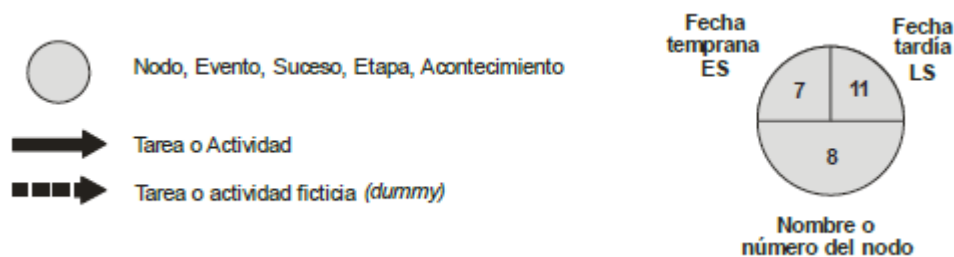 Nodo, Evento, Suceso, Etapa, Acontecimiento
Tarea o Actividad
Tarea o actividad ficticia (dummy)
Fecha
temprana
ES
Fecha
tardía
LS
7
11
8
Nombre o
número del nodo